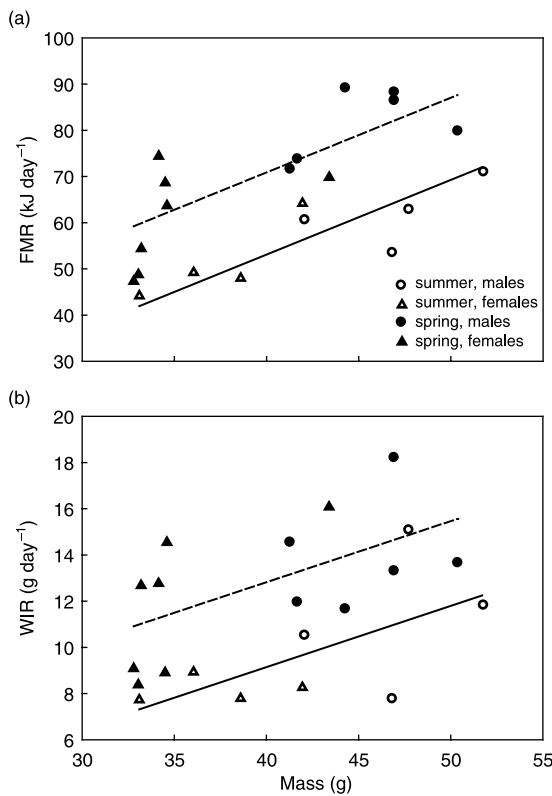 (a)
100
90
80
70
60
50
40
30
FMR (kJ day−1)
summer, males
summer, females
spring, males
spring, females
(b)
20
18
16
14
12
10
8
6
WIR (g day−1)
30 35 40 45 50 55
Mass (g)